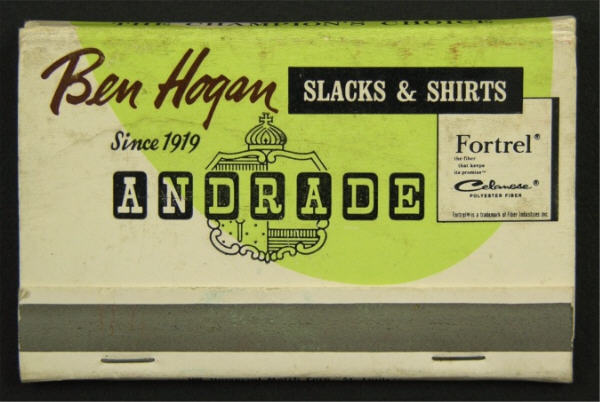 THE CHAMPION'S CHOICE
Ben Hogan
SLACKS & SHIRTS
Since 1919
ANDRADE
Fortrel®
the fiber
that keeps
its promise™
Celanese®
POLYESTER FIBER
Fortrel® is a trademark of Fiber Industries Inc.